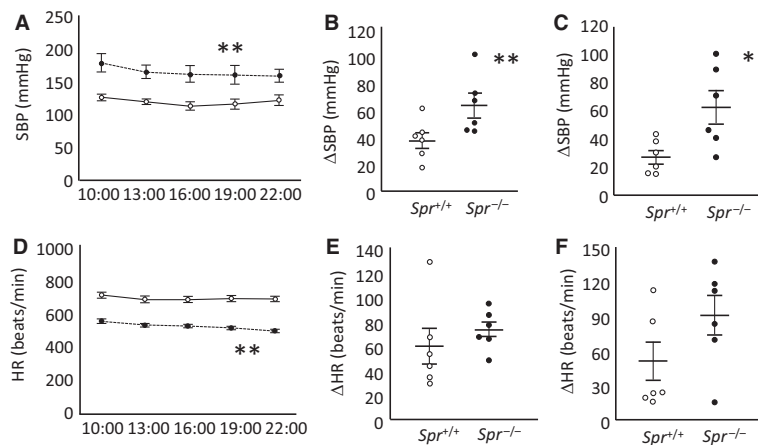 A
SBP (mmHg)
250
200
150
100
50
0
**
10:00 13:00 16:00 19:00 22:00
B
ΔSBP (mmHg)
120
100
80
60
40
20
0
**
Spr+/+ Spr−/−
C
ΔSBP (mmHg)
120
100
80
60
40
20
0
*
Spr+/+ Spr−/−
D
HR (beats/min)
1000
800
600
400
200
0
**
10:00 13:00 16:00 19:00 22:00
E
ΔHR (beats/min)
140
120
100
80
60
40
20
0
Spr+/+ Spr−/−
F
ΔHR (beats/min)
150
120
90
60
30
0
Spr+/+ Spr−/−